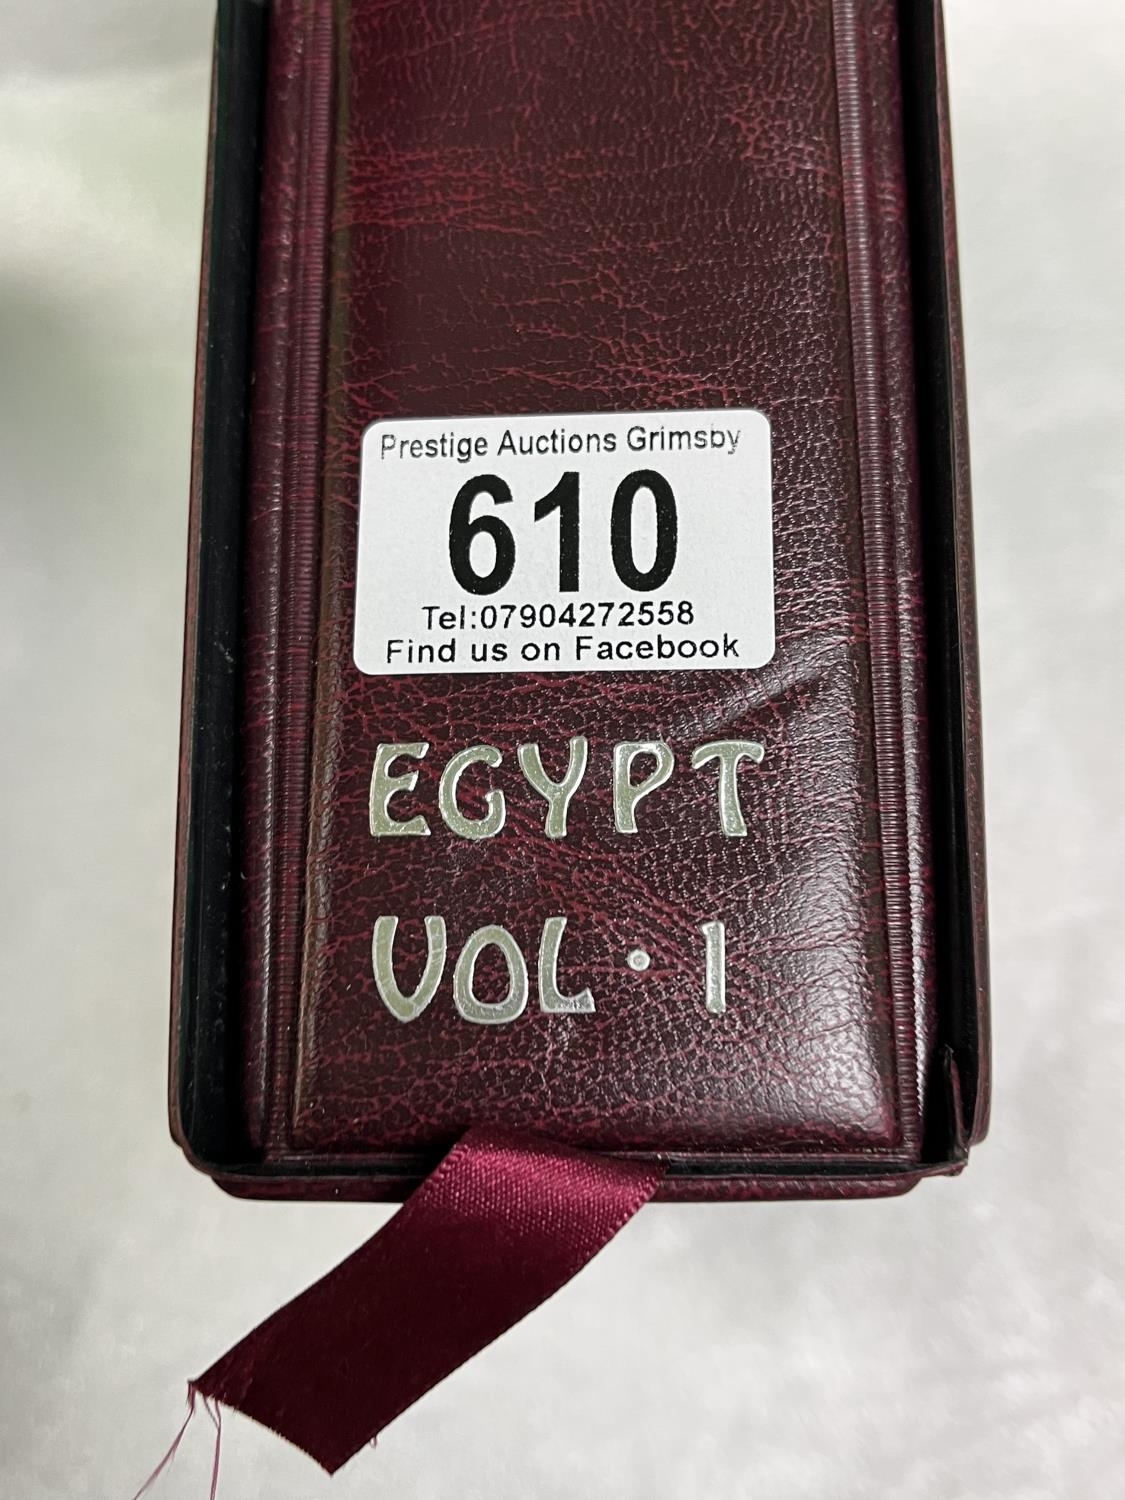 Prestige Auctions Grimsby
610
Tel:07904272558
Find us on Facebook
EGYPT
VOL · 1